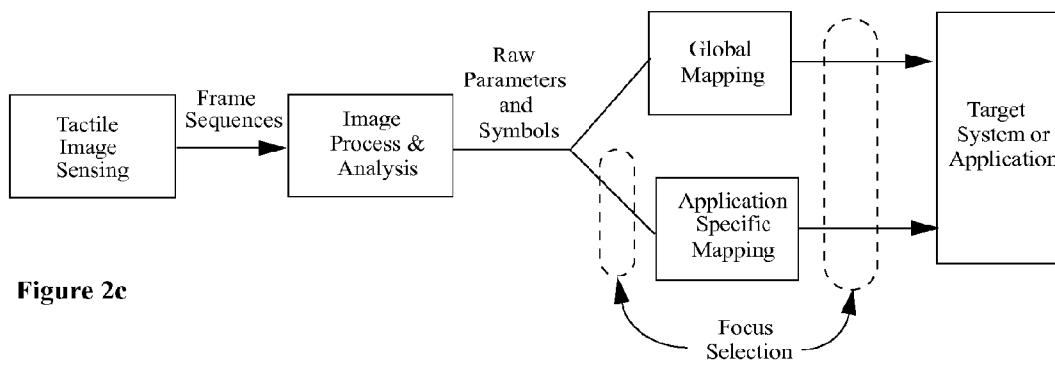 Tactile
Image
Sensing
Frame
Sequences
Image
Process &
Analysis
Raw
Parameters
and
Symbols
Global
Mapping
Application
Specific
Mapping
Target
System or
Application
Focus
Selection
Figure 2c